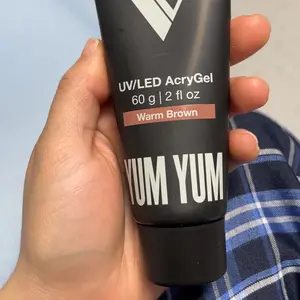 UV/LED AcryGel
60 g | 2 fl oz
Warm Brown
YUM YUM